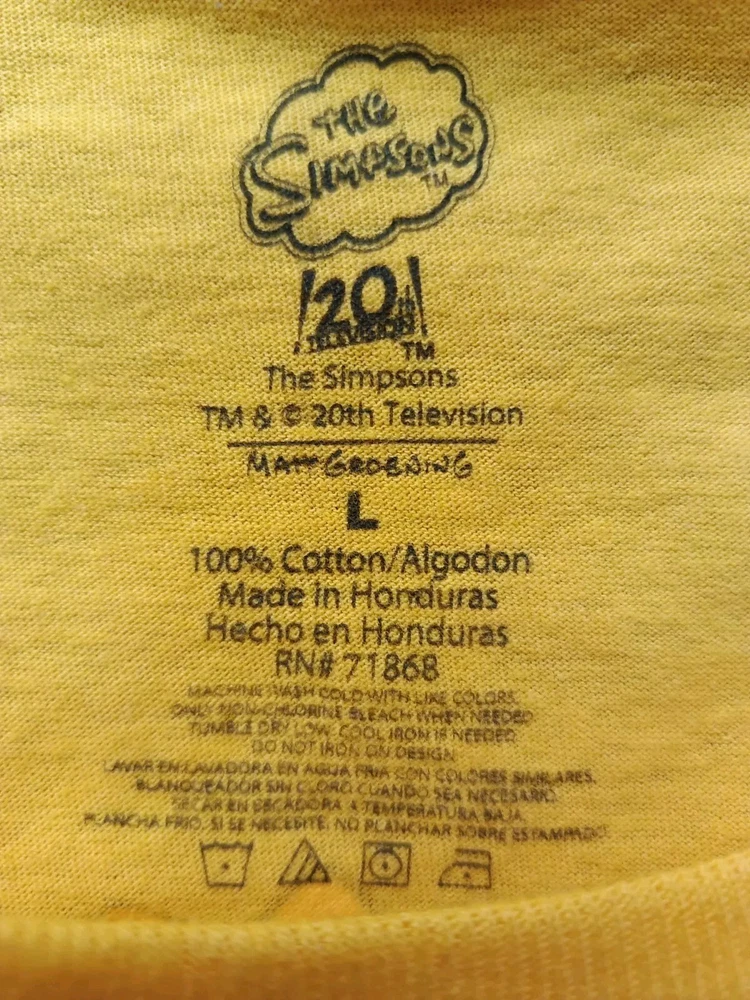 THE
SIMPSONS
TM
20th
TELEVISION
TM
The Simpsons
TM & © 20th Television
MATT GROENING
L
100% Cotton/Algodon
Made in Honduras
Hecho en Honduras
RN# 71868
MACHINE WASH COLD WITH LIKE COLORS.
ONLY NON-CHLORINE BLEACH WHEN NEEDED
TUMBLE DRY LOW. COOL IRON IF NEEDED
DO NOT IRON ON DESIGN
LAVAR EN LAVADORA EN AGUA FRIA CON COLORES SIMILARES.
BLANQUEADOR SIN CLORO CUANDO SEA NECESARIO.
SECAR EN SECADORA A TEMPERATURA BAJA.
PLANCHA FRIO, SI SE NECESITE. NO PLANCHAR SOBRE ESTAMPADO.